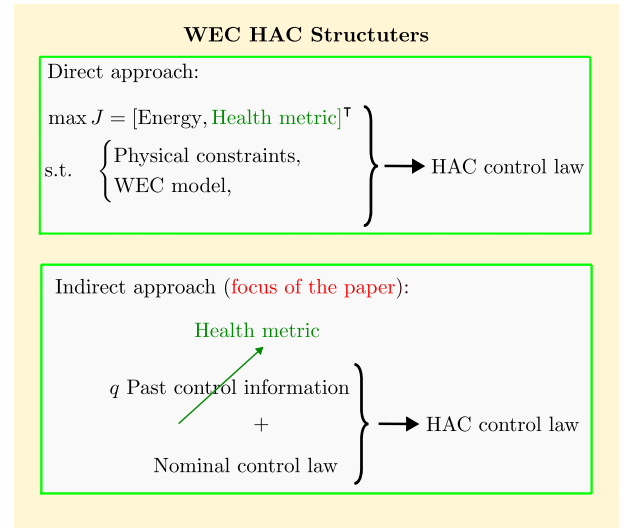 WEC HAC Structuters
Direct approach:
max J = [Energy, Health metric]ᵀ
s.t.
Physical constraints,
WEC model,
HAC control law
Indirect approach (focus of the paper):
Health metric
q Past control information
+
Nominal control law
HAC control law